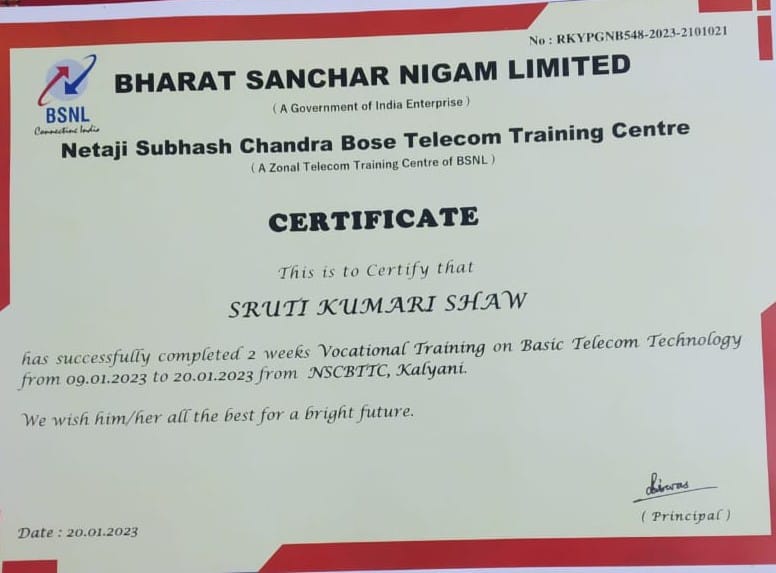 No : RKYPGNB548-2023-2101021
BHARAT SANCHAR NIGAM LIMITED
( A Government of India Enterprise )
BSNL
Connecting India
Netaji Subhash Chandra Bose Telecom Training Centre
( A Zonal Telecom Training Centre of BSNL )
CERTIFICATE
This is to Certify that
SRUTI KUMARI SHAW
has successfully completed 2 weeks Vocational Training on Basic Telecom Technology
from 09.01.2023 to 20.01.2023 from NSCBTTC, Kalyani.
We wish him/her all the best for a bright future.
( Principal )
Date : 20.01.2023